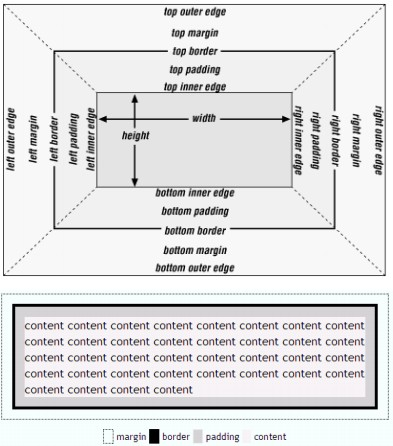 top outer edge
top margin
top border
top padding
top inner edge
left outer edge
left margin
left border
left padding
left inner edge
width
height
right inner edge
right padding
right border
right margin
right outer edge
bottom inner edge
bottom padding
bottom border
bottom margin
bottom outer edge
content content content content content content content content
content content content content content content content content
content content content content content content content content
content content content content content content content content
content content content content
margin border padding content